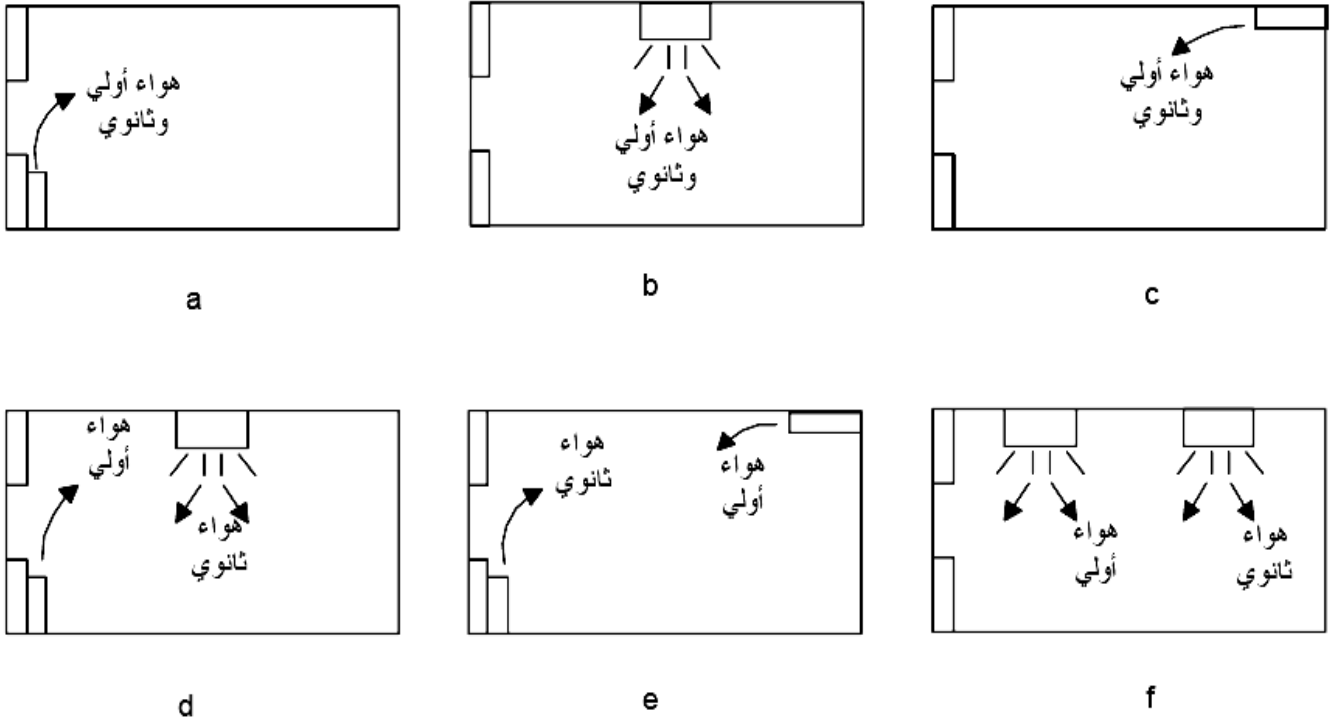 هواء أولي
وثانوي
a
هواء أولي
وثانوي
b
هواء أولي
وثانوي
c
هواء
أولي
هواء
ثانوي
d
هواء
ثانوي
هواء
أولي
e
هواء
أولي
هواء
ثانوي
f